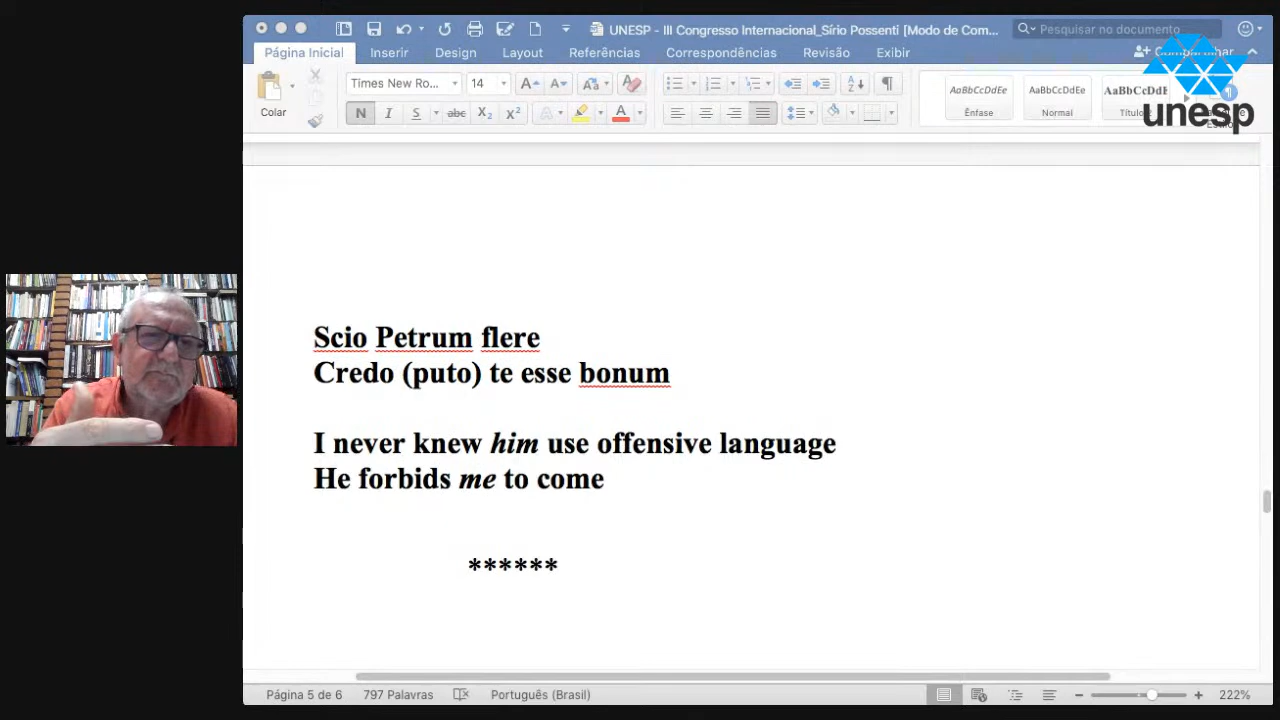 UNESP - III Congresso Internacional_Sírio Possenti [Modo de Com...
Pesquisar no documento
Página Inicial Inserir Design Layout Referências Correspondências Revisão Exibir
Compartilhar
unesp
Colar
Times New Ro... 14
N I S abc X₂ X²
AaBbCcDdEe AaBbCcDdEe AaBbCcDdE
Ênfase Normal
Scio Petrum flere
Credo (puto) te esse bonum
I never knew him use offensive language
He forbids me to come
******
Página 5 de 6 797 Palavras Português (Brasil) 222%